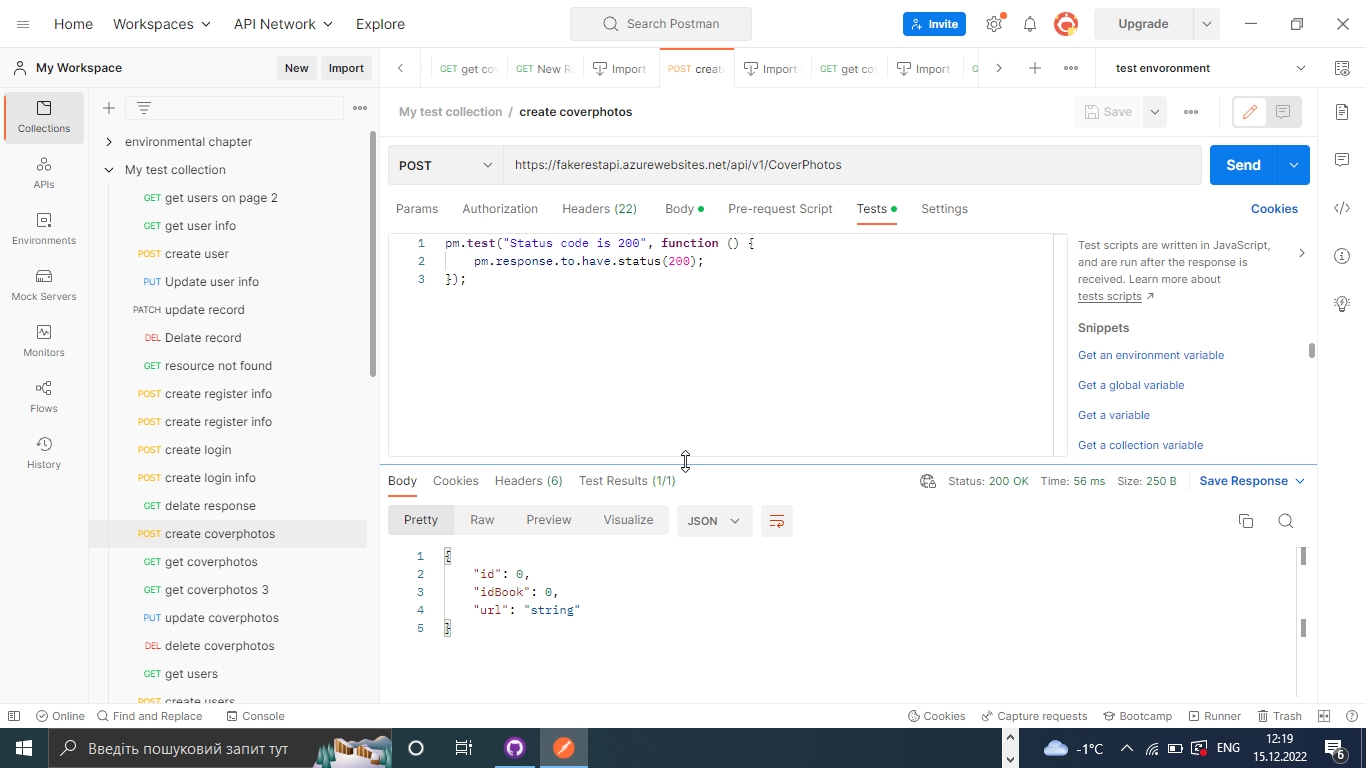 Home
Workspaces
API Network
Explore
Search Postman
Invite
Upgrade
My Workspace
New
Import
GET get co
GET New R
Import
POST creat
Import
GET get co
Import
G
test envoronment
Collections
APIs
Environments
Mock Servers
Monitors
Flows
History
environmental chapter
My test collection
GET get users on page 2
GET get user info
POST create user
PUT Update user info
PATCH update record
DEL Delate record
GET resource not found
POST create register info
POST create register info
POST create login
POST create login info
GET delate response
POST create coverphotos
GET get coverphotos
GET get coverphotos 3
PUT update coverphotos
DEL delete coverphotos
GET get users
POST create users
My test collection / create coverphotos
Save
POST
https://fakerestapi.azurewebsites.net/api/v1/CoverPhotos
Send
Params
Authorization
Headers (22)
Body
Pre-request Script
Tests
Settings
Cookies
1 pm.test("Status code is 200", function () {
2 pm.response.to.have.status(200);
3 });
Test scripts are written in JavaScript,
and are run after the response is
received. Learn more about
tests scripts
Snippets
Get an environment variable
Get a global variable
Get a variable
Get a collection variable
Body
Cookies
Headers (6)
Test Results (1/1)
Status: 200 OK
Time: 56 ms
Size: 250 B
Save Response
Pretty
Raw
Preview
Visualize
JSON
1 {
2 "id": 0,
3 "idBook": 0,
4 "url": "string"
5 }
Online
Find and Replace
Console
Cookies
Capture requests
Bootcamp
Runner
Trash
Введіть пошуковий запит тут
-1°C
ENG
12:19
15.12.2022
6